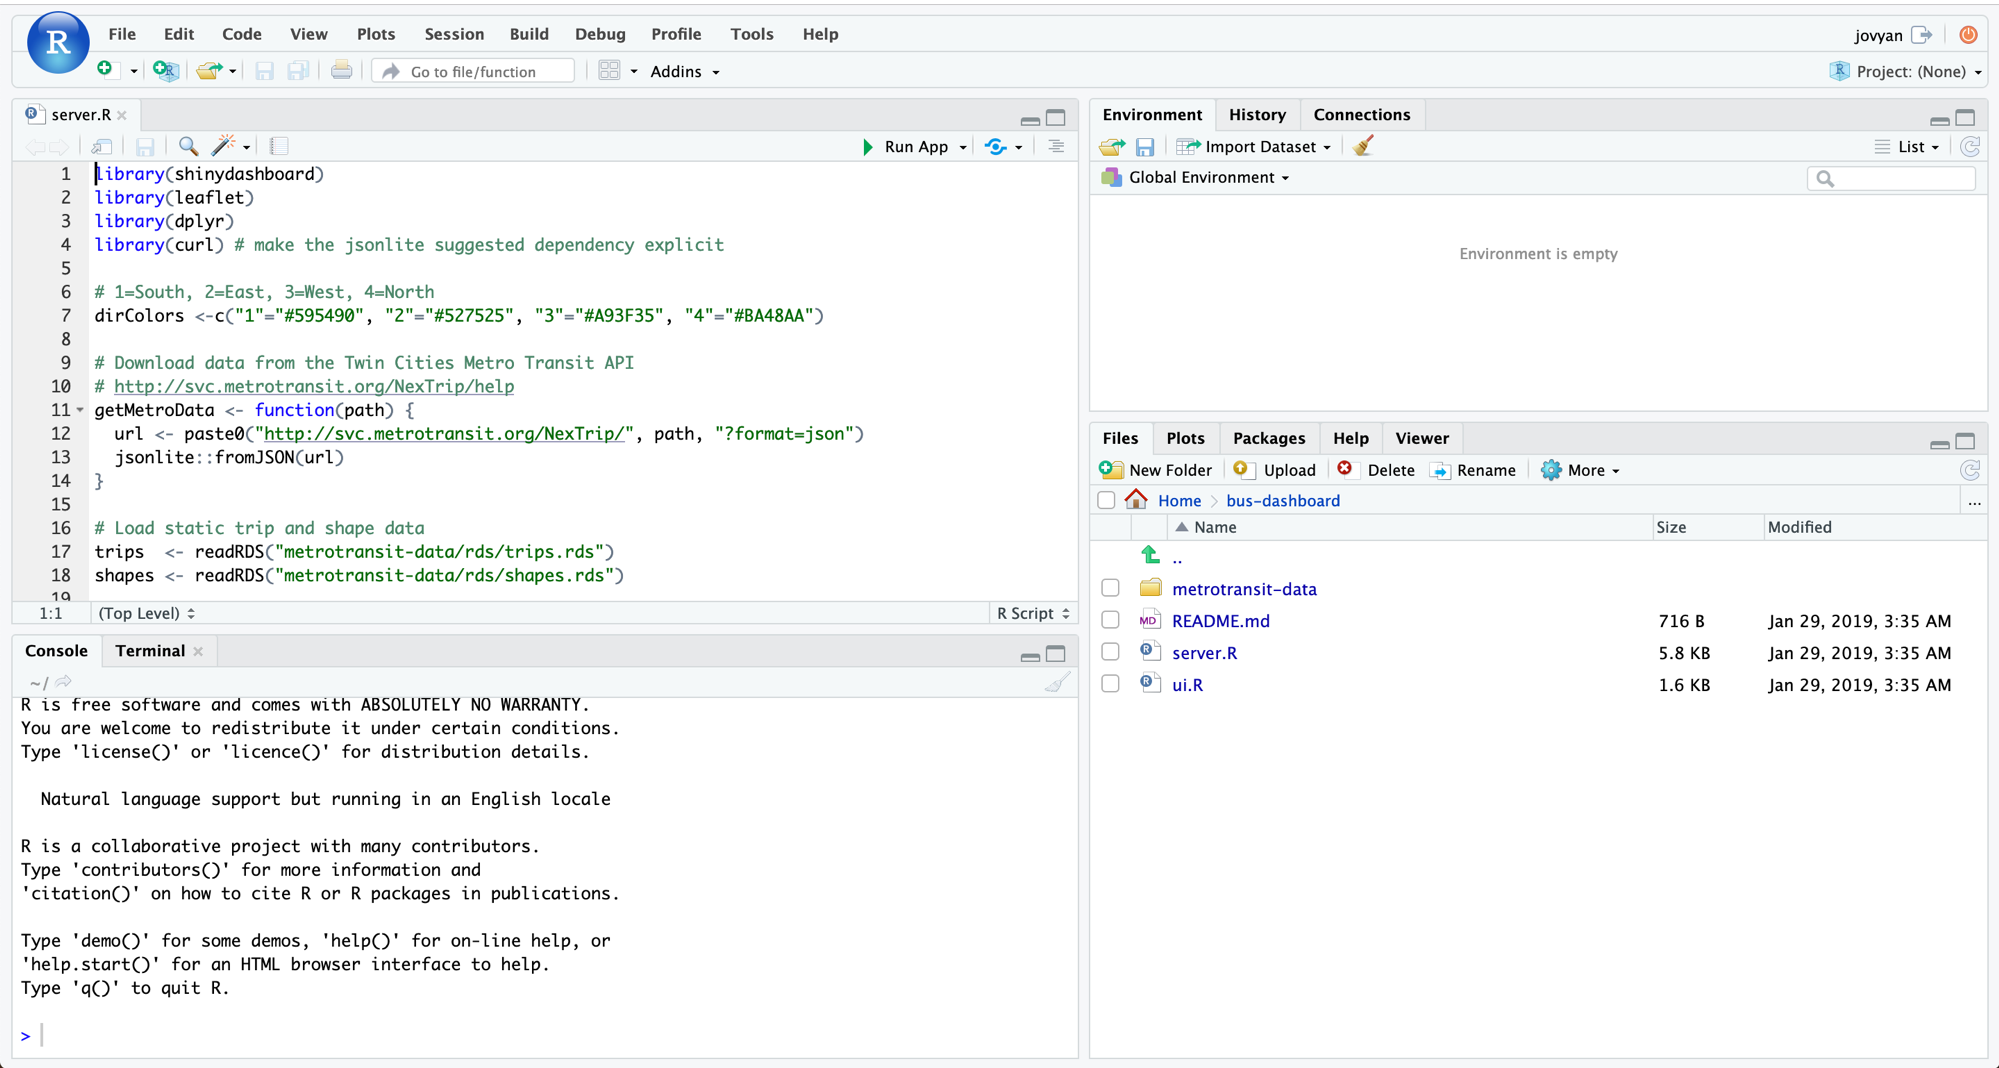 R File Edit Code View Plots Session Build Debug Profile Tools Help
jovyan
Go to file/function Addins
Project: (None)
server.R
Run App
1 library(shinydashboard)
2 library(leaflet)
3 library(dplyr)
4 library(curl) # make the jsonlite suggested dependency explicit
5
6 # 1=South, 2=East, 3=West, 4=North
7 dirColors <-c("1"="#595490", "2"="#527525", "3"="#A93F35", "4"="#BA48AA")
8
9 # Download data from the Twin Cities Metro Transit API
10 # http://svc.metrotransit.org/NexTrip/help
11 getMetroData <- function(path) {
12   url <- paste0("http://svc.metrotransit.org/NexTrip/", path, "?format=json")
13   jsonlite::fromJSON(url)
14 }
15
16 # Load static trip and shape data
17 trips  <- readRDS("metrotransit-data/rds/trips.rds")
18 shapes <- readRDS("metrotransit-data/rds/shapes.rds")
19
1:1 (Top Level) R Script
Console Terminal
~/
R is free software and comes with ABSOLUTELY NO WARRANTY.
You are welcome to redistribute it under certain conditions.
Type 'license()' or 'licence()' for distribution details.
Natural language support but running in an English locale
R is a collaborative project with many contributors.
Type 'contributors()' for more information and
'citation()' on how to cite R or R packages in publications.
Type 'demo()' for some demos, 'help()' for on-line help, or
'help.start()' for an HTML browser interface to help.
Type 'q()' to quit R.
>
Environment History Connections
Import Dataset List
Global Environment
Environment is empty
Files Plots Packages Help Viewer
New Folder Upload Delete Rename More
Home bus-dashboard ...
Name Size Modified
..
metrotransit-data
MD README.md 716 B Jan 29, 2019, 3:35 AM
server.R 5.8 KB Jan 29, 2019, 3:35 AM
ui.R 1.6 KB Jan 29, 2019, 3:35 AM